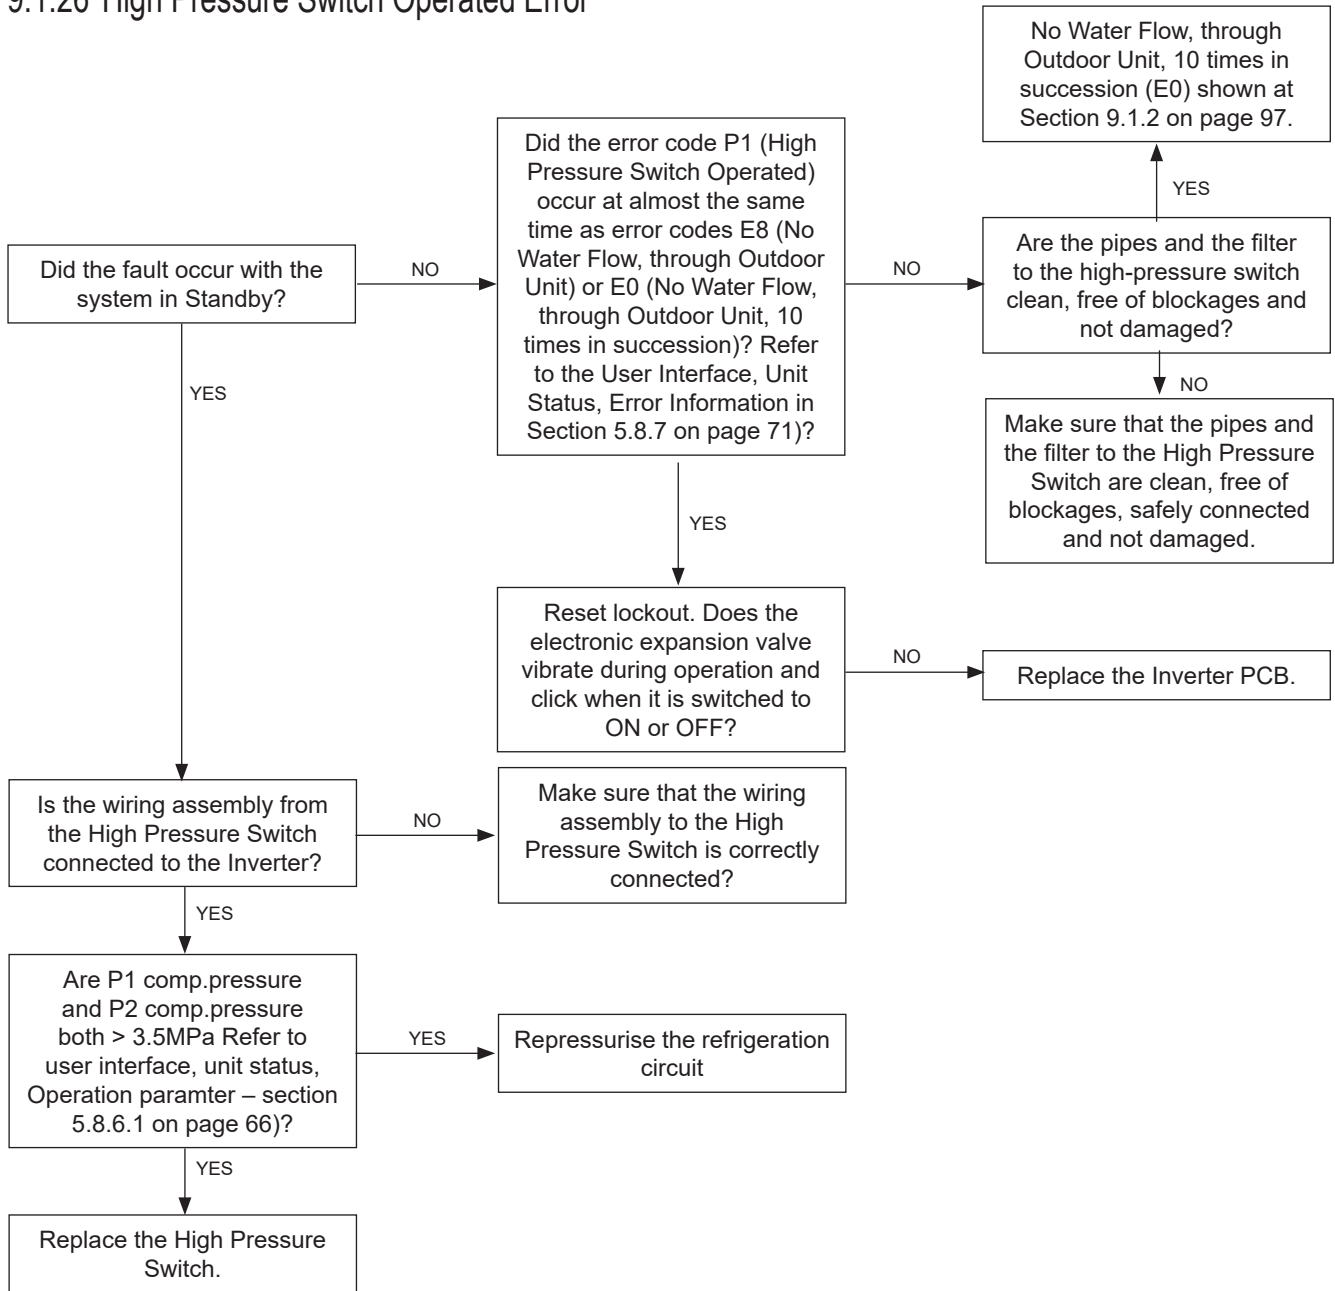 9.1.26 High Pressure Switch Operated Error
No Water Flow, through
Outdoor Unit, 10 times in
succession (E0) shown at
Section 9.1.2 on page 97.
YES
Did the fault occur with the
system in Standby?
NO
Did the error code P1 (High
Pressure Switch Operated)
occur at almost the same
time as error codes E8 (No
Water Flow, through Outdoor
Unit) or E0 (No Water Flow,
through Outdoor Unit, 10
times in succession)? Refer
to the User Interface, Unit
Status, Error Information in
Section 5.8.7 on page 71)?
NO
Are the pipes and the filter
to the high-pressure switch
clean, free of blockages and
not damaged?
NO
Make sure that the pipes and
the filter to the High Pressure
Switch are clean, free of
blockages, safely connected
and not damaged.
YES
YES
Reset lockout. Does the
electronic expansion valve
vibrate during operation and
click when it is switched to
ON or OFF?
NO
Replace the Inverter PCB.
Is the wiring assembly from
the High Pressure Switch
connected to the Inverter?
NO
Make sure that the wiring
assembly to the High
Pressure Switch is correctly
connected?
YES
Are P1 comp.pressure
and P2 comp.pressure
both > 3.5MPa Refer to
user interface, unit status,
Operation paramter – section
5.8.6.1 on page 66)?
YES
Repressurise the refrigeration
circuit
YES
Replace the High Pressure
Switch.